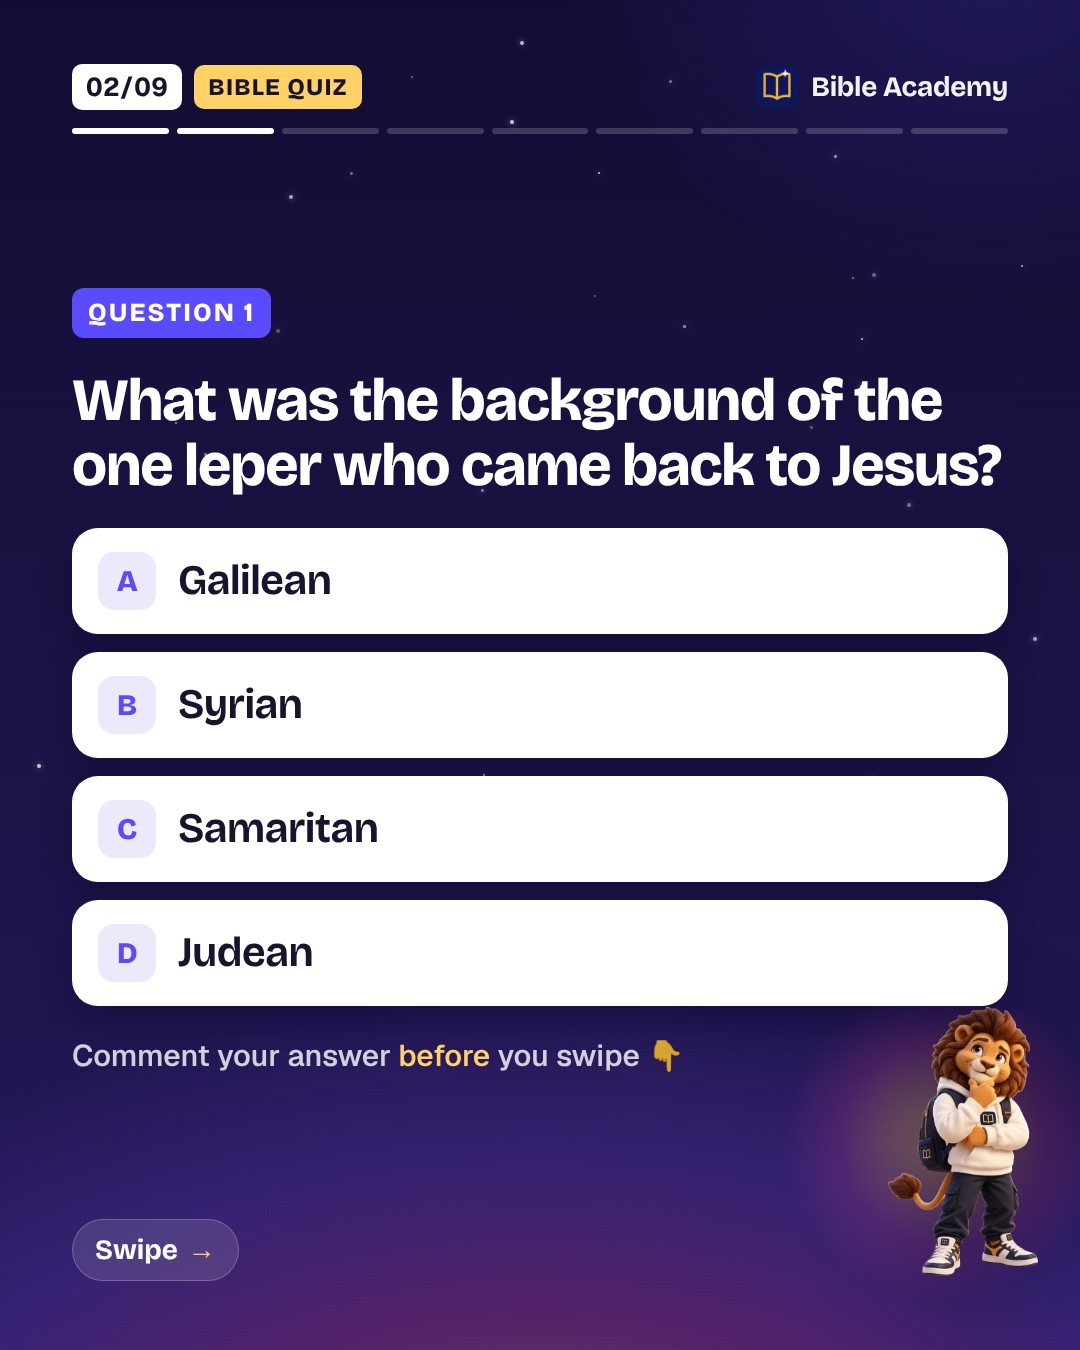 02/09
BIBLE QUIZ
Bible Academy
QUESTION 1
What was the background of the
one leper who came back to Jesus?
A Galilean
B Syrian
C Samaritan
D Judean
Comment your answer before you swipe 👇
Swipe →